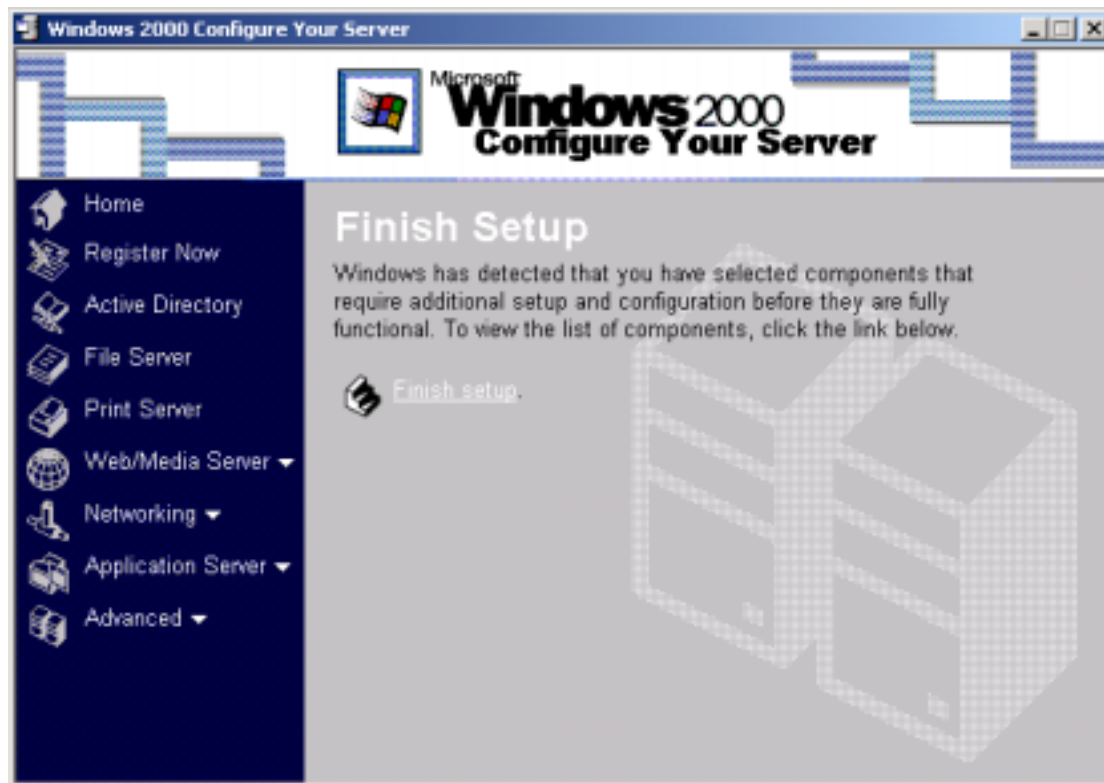 Windows 2000 Configure Your Server
Microsoft
Windows 2000
Configure Your Server
Home
Register Now
Active Directory
File Server
Print Server
Web/Media Server
Networking
Application Server
Advanced
Finish Setup
Windows has detected that you have selected components that
require additional setup and configuration before they are fully
functional. To view the list of components, click the link below.
Finish setup.